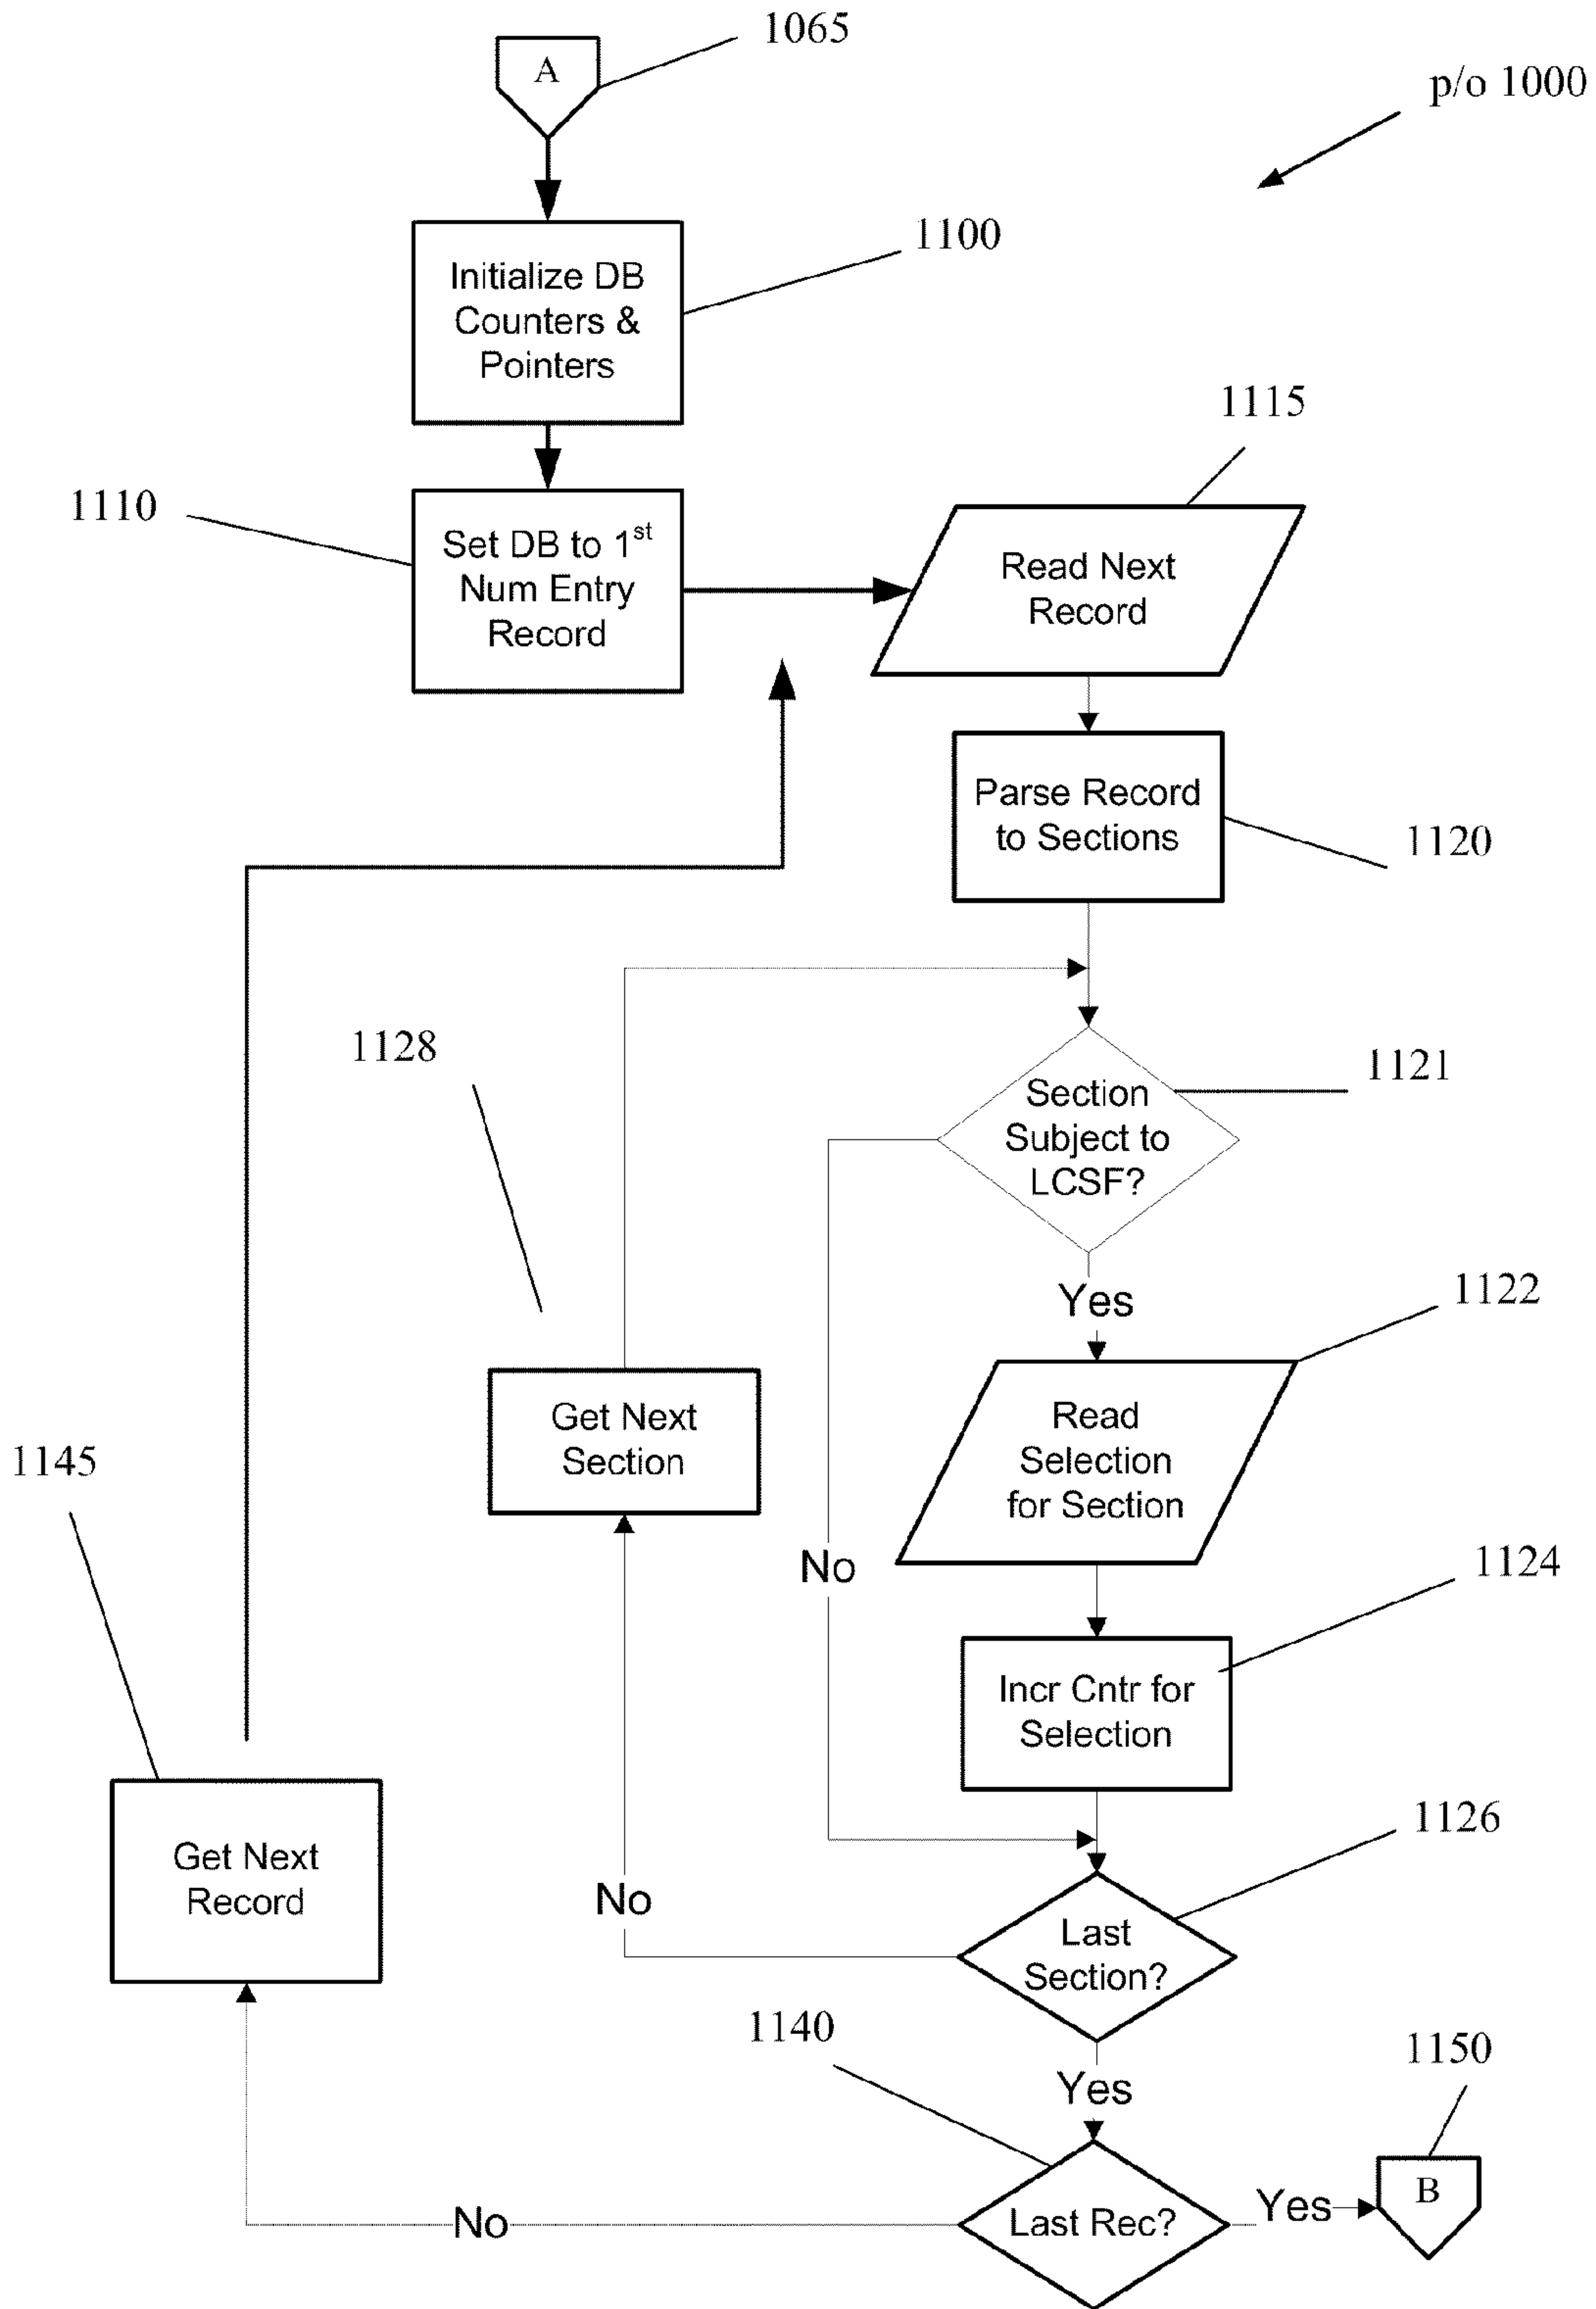 1065
A
p/o 1000
1100
Initialize DB
Counters &
Pointers
1115
1110
Set DB to 1st
Num Entry
Record
Read Next
Record
Parse Record
to Sections
1120
1128
1121
Section
Subject to
LCSF?
Yes
1122
Read
Selection
for Section
Get Next
Section
1145
No
1124
Incr Cntr for
Selection
1126
Get Next
Record
No
Last
Section?
1140
1150
Yes
B
Yes
No
Last Rec?